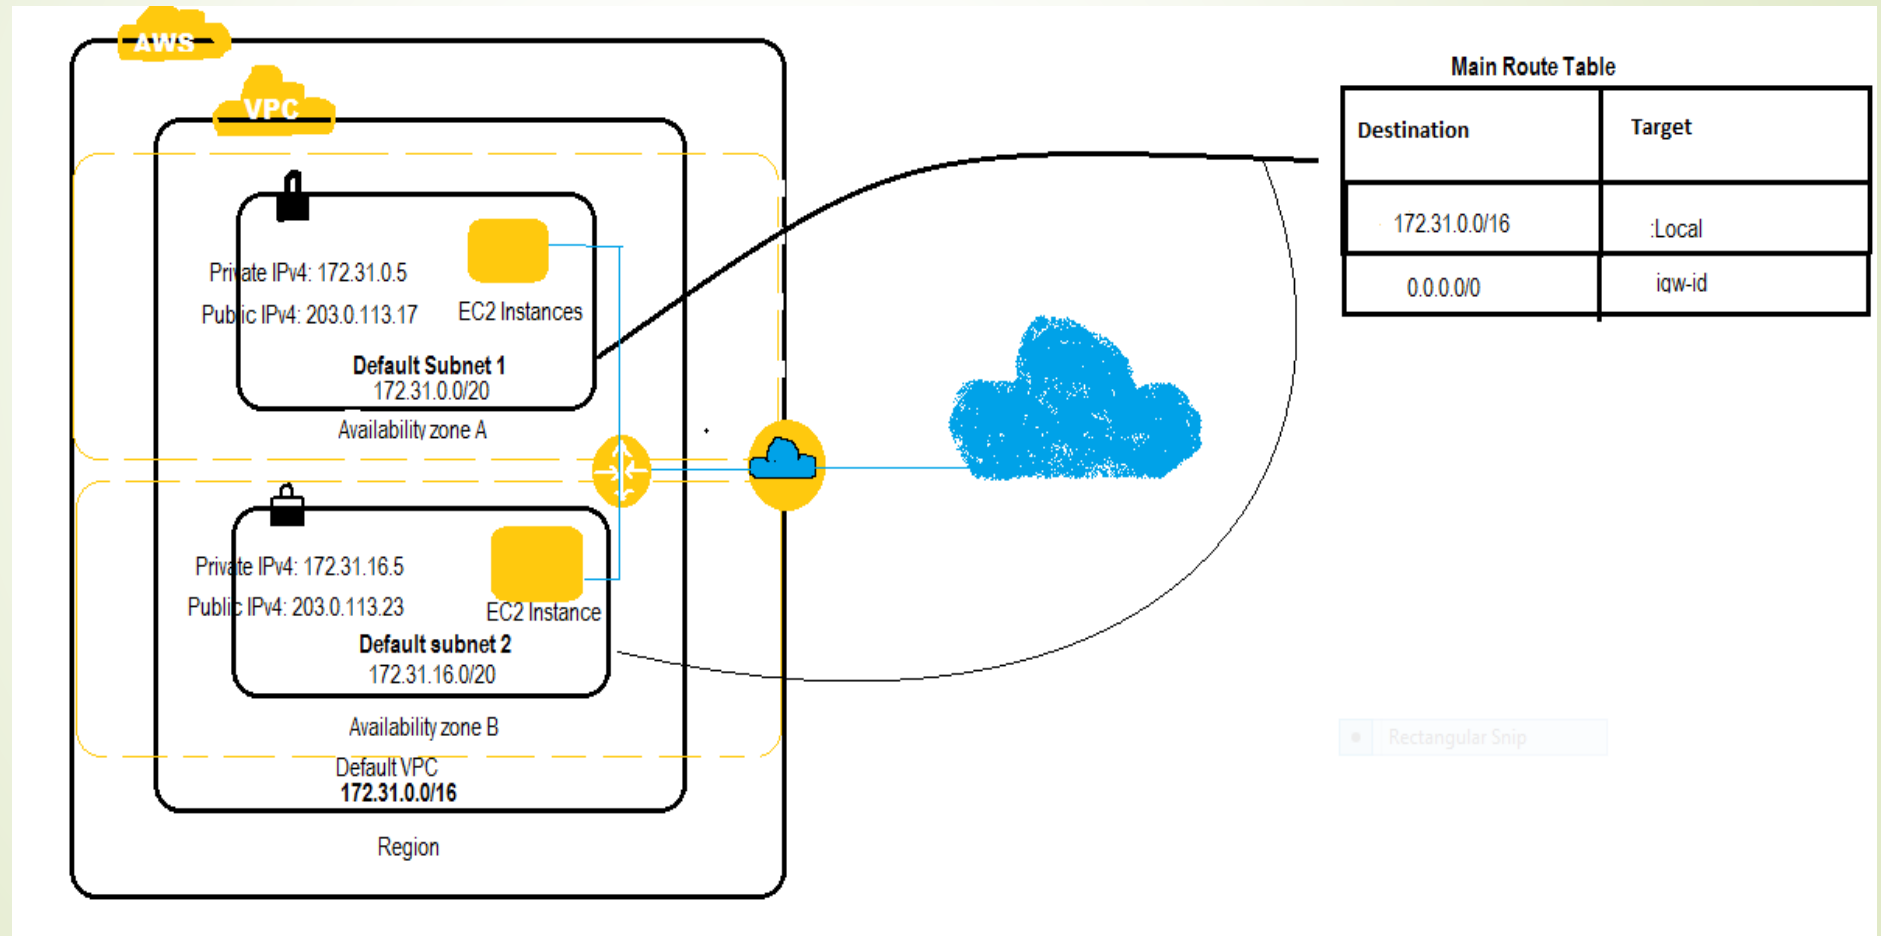 AWS
VPC
Private IPv4: 172.31.0.5
Public IPv4: 203.0.113.17
EC2 Instances
Default Subnet 1
172.31.0.0/20
Availability zone A
Private IPv4: 172.31.16.5
Public IPv4: 203.0.113.23
EC2 Instance
Default subnet 2
172.31.16.0/20
Availability zone B
Default VPC
172.31.0.0/16
Region
Main Route Table
Destination Target
172.31.0.0/16 :Local
0.0.0.0/0 igw-id
Rectangular Snip